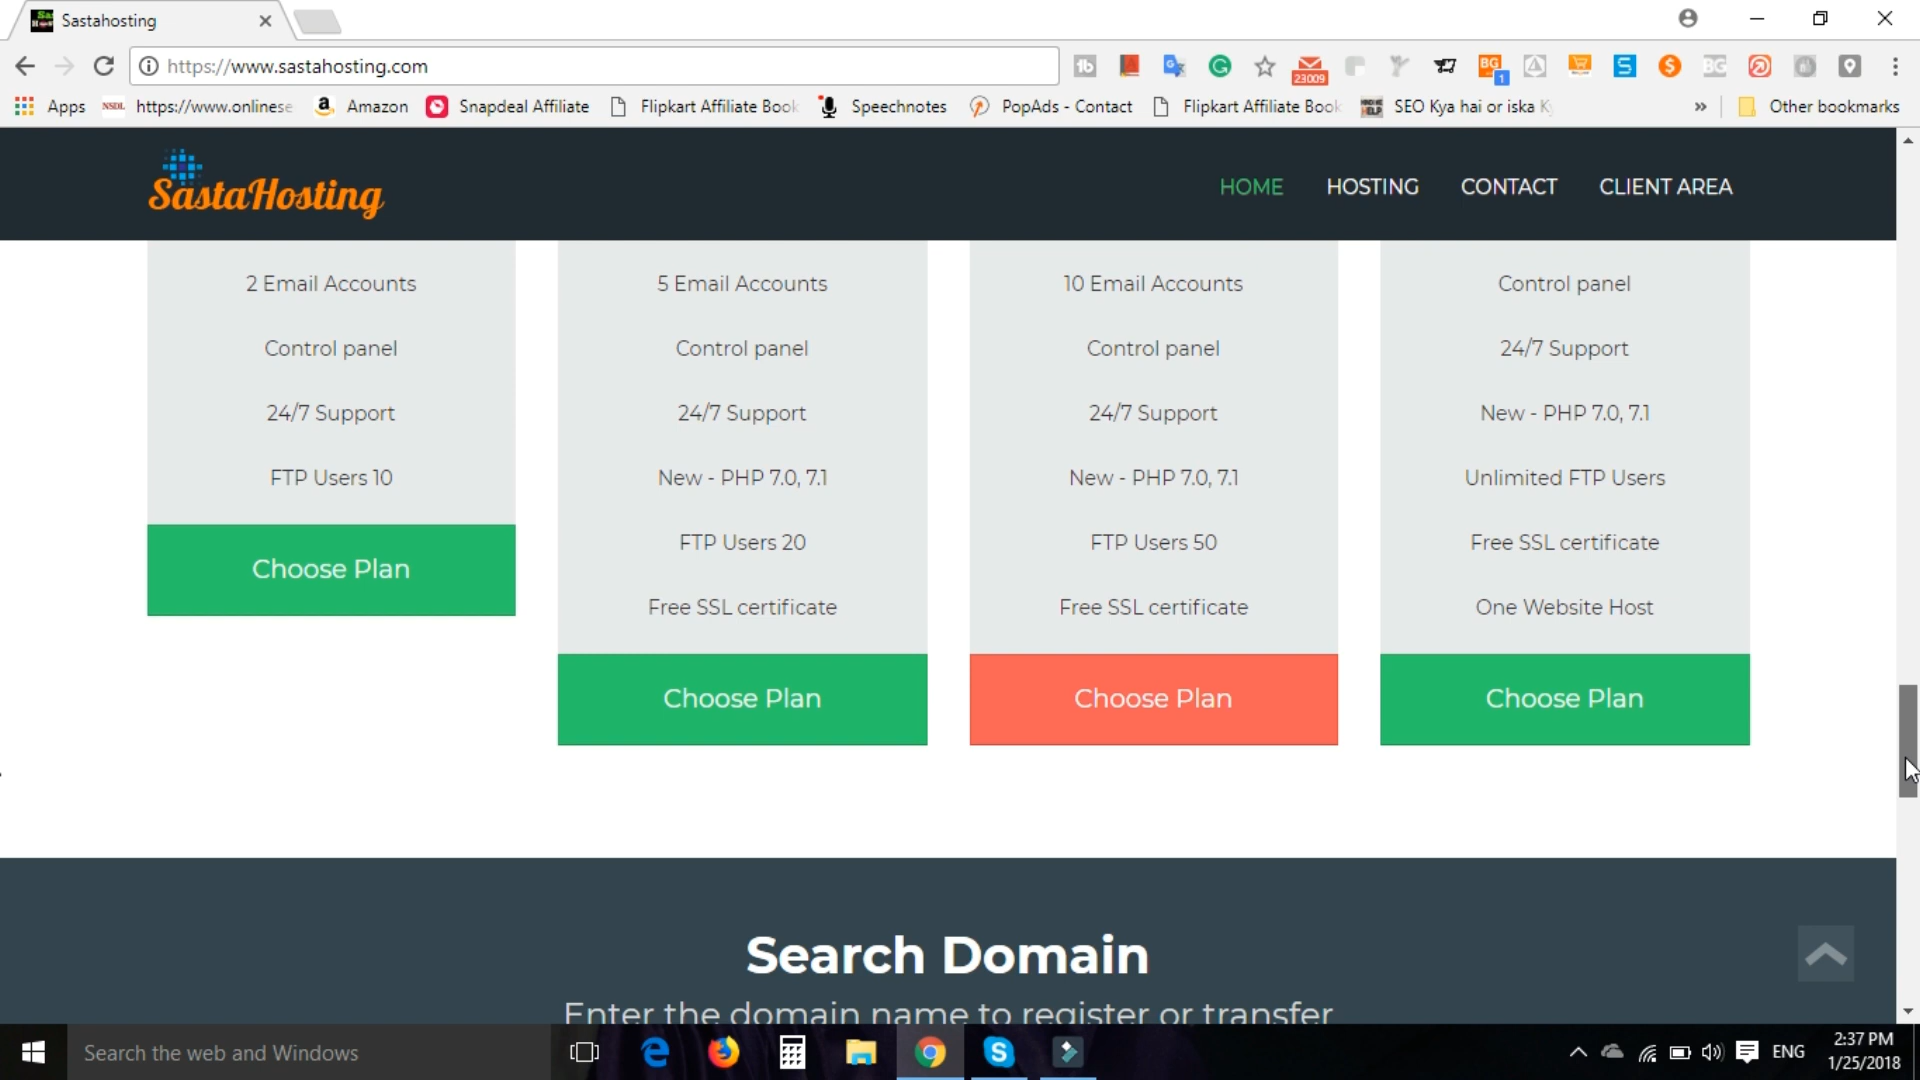 Sastahosting
https://www.sastahosting.com
23009
BG
1
BG
Apps
NSDL
https://www.onlinese
Amazon
Snapdeal Affiliate
Flipkart Affiliate Book
Speechnotes
PopAds - Contact
Flipkart Affiliate Book
SEO Kya hai or iska K
»
Other bookmarks
SastaHosting
HOME
HOSTING
CONTACT
CLIENT AREA
2 Email Accounts
Control panel
24/7 Support
FTP Users 10
Choose Plan
5 Email Accounts
Control panel
24/7 Support
New - PHP 7.0, 7.1
FTP Users 20
Free SSL certificate
Choose Plan
10 Email Accounts
Control panel
24/7 Support
New - PHP 7.0, 7.1
FTP Users 50
Free SSL certificate
Choose Plan
Control panel
24/7 Support
New - PHP 7.0, 7.1
Unlimited FTP Users
Free SSL certificate
One Website Host
Choose Plan
Search Domain
Enter the domain name to register or transfer
Search the web and Windows
ENG
2:37 PM
1/25/2018